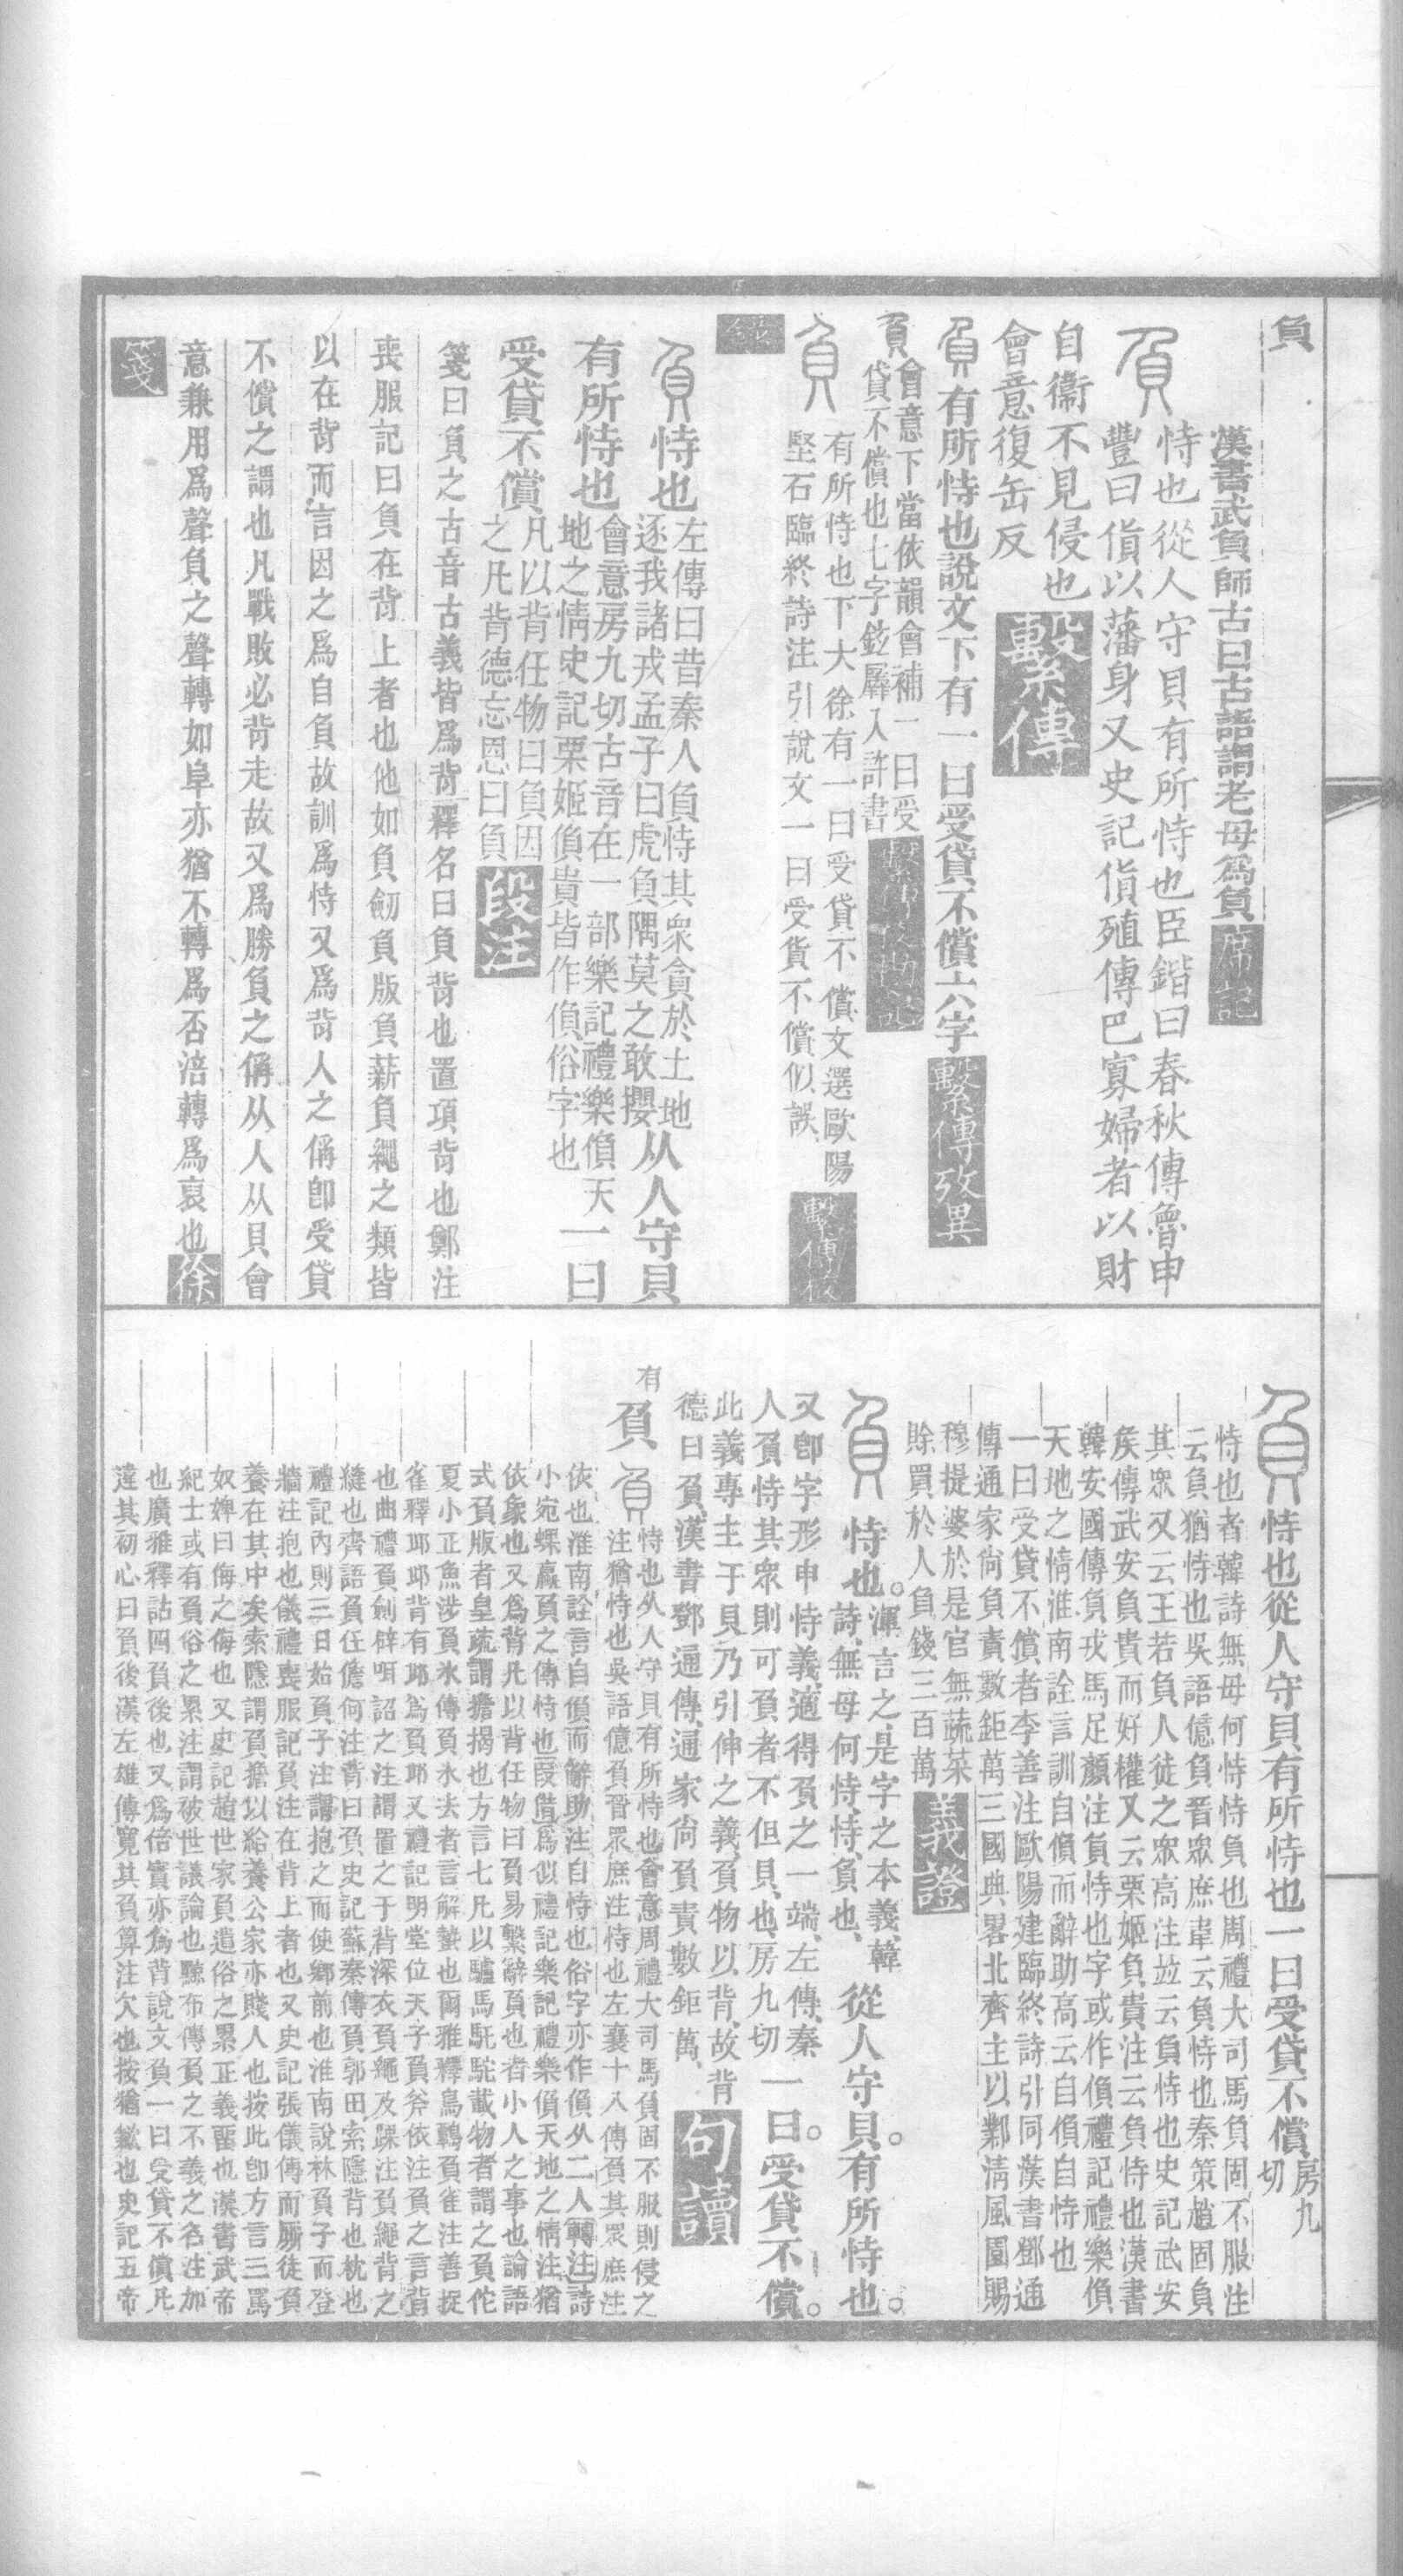 負
漢書武負師古曰古語謂老母為負 席記
負 恃也從人守貝有所恃也臣鍇曰春秋傳魯申
豐曰偩以藩身又史記貨殖傳巴寡婦者以財
自衞不見侵也
會意復缶反 繫傳
負有所恃也說文下有一曰受貸不償六字 繫傳攷異
負會意下當依韻會補一曰受
貸不償也七字鉉羼入許書
負 有所恃也下大徐有一曰受貸不償文選歐陽
堅石臨終詩注引說文一曰受貨不償似誤 繫傳校
錄
負恃也左傳曰昔秦人負恃其衆貪於土地
逐我諸戎孟子曰虎負隅莫之敢攖从人守貝
有所恃也會意房九切古音在一部樂記禮樂偩天
地之情史記栗姬偩貴皆作偩俗字也一曰
受貸不償凡以背任物曰負因
之凡背德忘恩曰負 段注
箋曰負之古音古義皆爲背釋名曰負背也置項背也鄭注
喪服記曰負在背上者也他如負劒負版負薪負繩之類皆
以在背而言因之爲自負故訓爲恃又爲背人之偁卽受貸
不償之謂也凡戰敗必背走故又爲勝負之偁从人从貝會
意兼用爲聲負之聲轉如阜亦猶不轉爲否涪轉爲裒也 徐
箋
負恃也從人守貝有所恃也一曰受貸不償房九
切
恃也者韓詩無母何恃恃負也周禮大司馬負固不服注
云負猶恃也吳語億負晉眾庶韋云負恃也秦策趙固負
其眾又云王若負人徒之眾高注竝云負恃也史記武安
矦傳武安負貴而好權又云栗姬負貴注云負恃也漢書
韓安國傳負戎馬足顏注負恃也字或作偩禮記禮樂偩
天地之情淮南詮言訓自偩而辭助高云自偩自恃也
一曰受貸不償者李善注歐陽建臨終詩引同漢書鄧通
傳通家尙負責數鉅萬三國典畧北齊主以鄴淸風園賜
穆提婆於是官無蔬菜
賒買於人負錢三百萬 義證
負 恃也。渾言之、是字之本義、韓
詩、無母何恃、恃、負也、從人守貝。有所恃也。
又卽字形申恃義、適得負之一端、左傳、秦
人負恃其眾、則可負者不但貝也、房九切一曰。受貸不償。
此義專主于貝、乃引伸之義、負物以背、故背
德曰負、漢書鄧通傳、通家尙負責數鉅萬、 句讀
有
負 負 恃也从人守貝有所恃也會意周禮大司馬負固不服則侵之
注猶恃也吳語億負晉眾庶注恃也左襄十八傳負其眾庶注
依也淮南詮言自偩而辭助注自恃也俗字亦作偩从二人轉注詩
小宛螺蠃負之傳恃也叚借爲似禮記樂記禮樂偩天地之情注猶
依象也又爲背凡以背任物曰負易繫辭負也者小人之事也論語
式負版者皇疏謂擔揭也方言七凡以驢馬馲駝載物者謂之負佗
夏小正魚涉負冰傳負冰去者言解蟄也爾雅釋鳥鶨負雀注善捉
雀釋邱邱背有邱爲負邱又禮記明堂位天子負斧依注負之言背
也曲禮負劍辟咡詔之注謂置之于背深衣負繩及踝注負繩背之
縫也齊語負任儋何注背曰負史記蘇秦傳負郭田索隱背也枕也
禮記內則三日始負子注謂抱之而使鄉前也淮南說林負子而登
牆注抱也儀禮喪服記負注在背上者也又史記張儀傳而厮徒負
養在其中矣索隱謂負擔以給養公家亦賤人也按此卽方言三罵
奴婢曰侮之侮也又史記趙世家負遺俗之累正義畱也漢書武帝
紀士或有負俗之累注謂破世議論也黥布傳負之不義之名注加
也廣雅釋詁四負後也又爲倍實亦爲背說文負一曰受貸不償凡
違其初心曰負後漢左雄傳寬其負算注欠也按猶歉也史記五帝